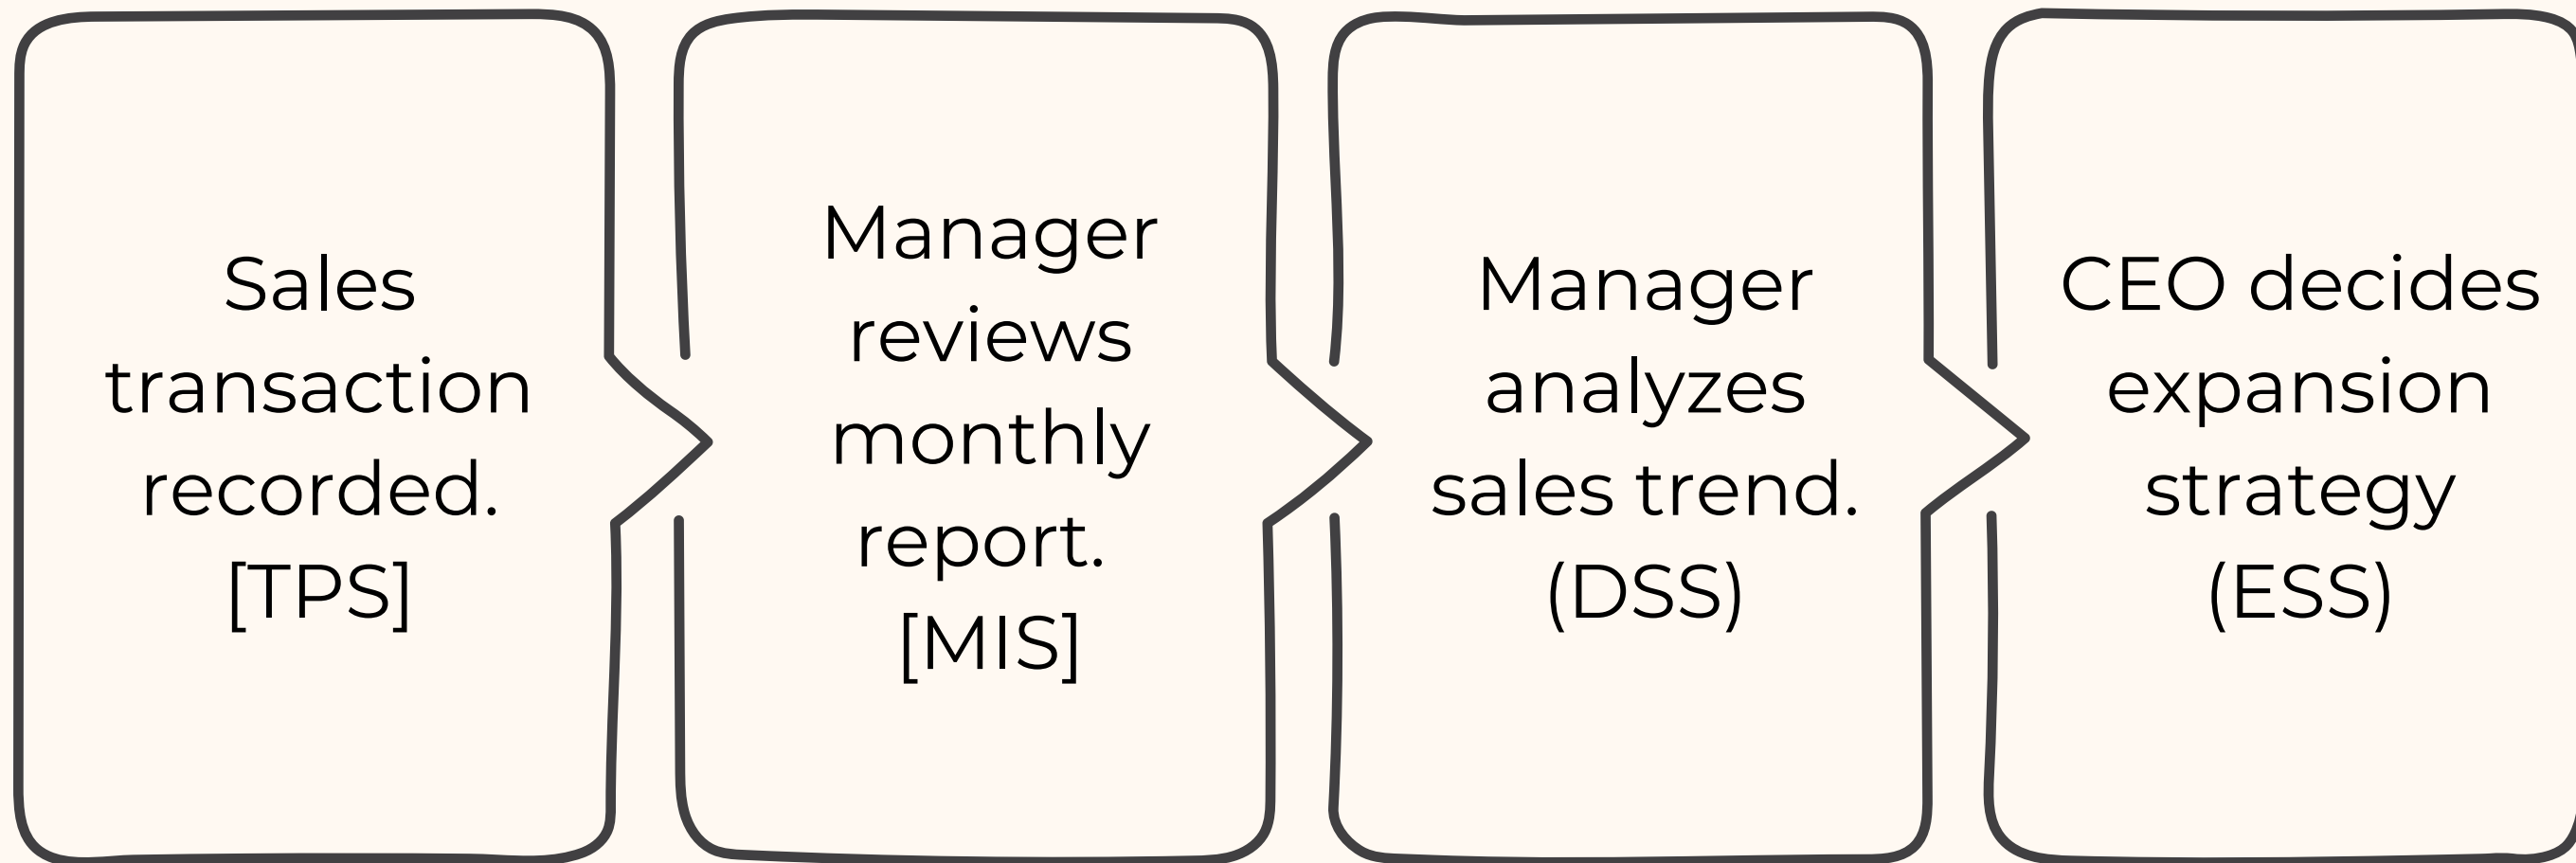 Sales
transaction
recorded.
[TPS]
Manager
reviews
monthly
report.
[MIS]
Manager
analyzes
sales trend.
(DSS)
CEO decides
expansion
strategy
(ESS)